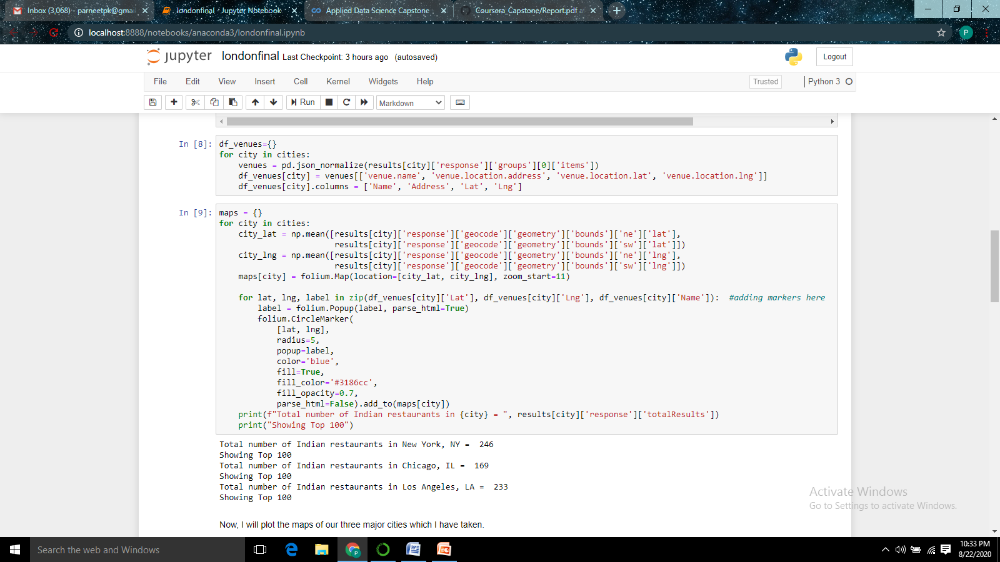 Inbox (3,068) - parneetpk@gmai
londonfinal - Jupyter Notebook
Applied Data Science Capstone
Coursera_Capstone/Report.pdf at
localhost:8888/notebooks/anaconda3/londonfinal.ipynb
P
jupyter londonfinal Last Checkpoint: 3 hours ago (autosaved)
Logout
File Edit View Insert Cell Kernel Widgets Help
Trusted
Python 3
Run
Markdown
In [8]:
df_venues={}
for city in cities:
    venues = pd.json_normalize(results[city]['response']['groups'][0]['items'])
    df_venues[city] = venues[['venue.name', 'venue.location.address', 'venue.location.lat', 'venue.location.lng']]
    df_venues[city].columns = ['Name', 'Address', 'Lat', 'Lng']
In [9]:
maps = {}
for city in cities:
    city_lat = np.mean([results[city]['response']['geocode']['geometry']['bounds']['ne']['lat'],
                        results[city]['response']['geocode']['geometry']['bounds']['sw']['lat']])
    city_lng = np.mean([results[city]['response']['geocode']['geometry']['bounds']['ne']['lng'],
                        results[city]['response']['geocode']['geometry']['bounds']['sw']['lng']])
    maps[city] = folium.Map(location=[city_lat, city_lng], zoom_start=11)
    for lat, lng, label in zip(df_venues[city]['Lat'], df_venues[city]['Lng'], df_venues[city]['Name']):  #adding markers here
        label = folium.Popup(label, parse_html=True)
        folium.CircleMarker(
            [lat, lng],
            radius=5,
            popup=label,
            color='blue',
            fill=True,
            fill_color='#3186cc',
            fill_opacity=0.7,
            parse_html=False).add_to(maps[city])
    print(f"Total number of Indian restaurants in {city} = ", results[city]['response']['totalResults'])
    print("Showing Top 100")
Total number of Indian restaurants in New York, NY =  246
Showing Top 100
Total number of Indian restaurants in Chicago, IL =  169
Showing Top 100
Total number of Indian restaurants in Los Angeles, LA =  233
Showing Top 100
Now, I will plot the maps of our three major cities which I have taken.
Activate Windows
Go to Settings to activate Windows.
Search the web and Windows
10:33 PM
8/22/2020